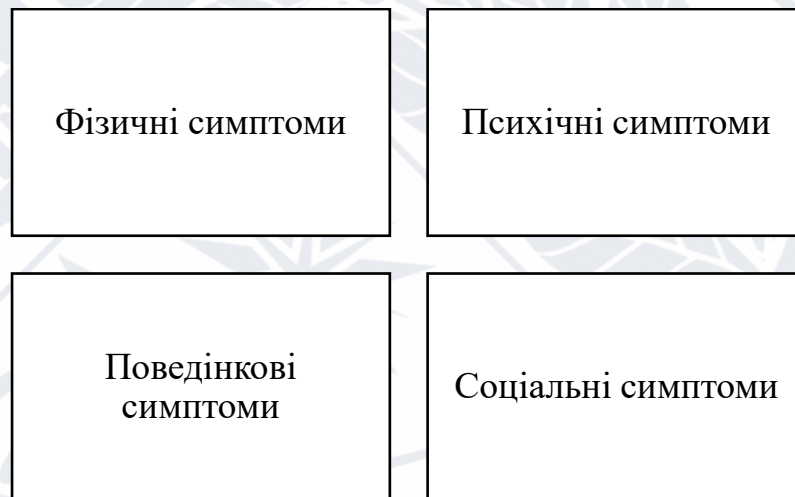 Фізичні симптоми
Психічні симптоми
Поведінкові
симптоми
Соціальні симптоми